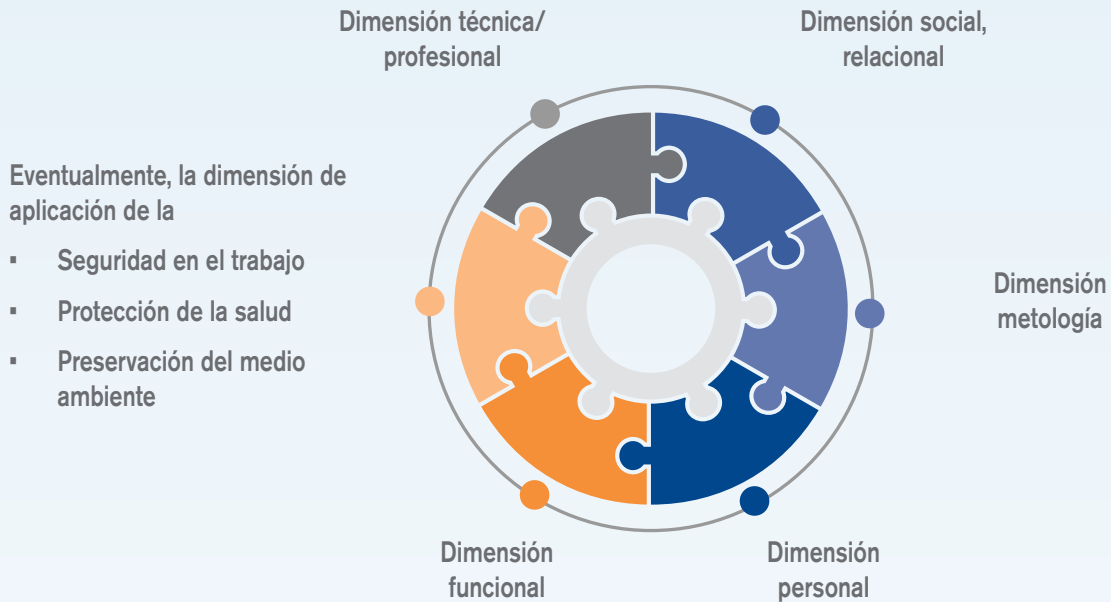 Dimensión técnica/
profesional
Dimensión social,
relacional
Eventualmente, la dimensión de
aplicación de la
▪ Seguridad en el trabajo
▪ Protección de la salud
▪ Preservación del medio
ambiente
Dimensión
metología
Dimensión
funcional
Dimensión
personal